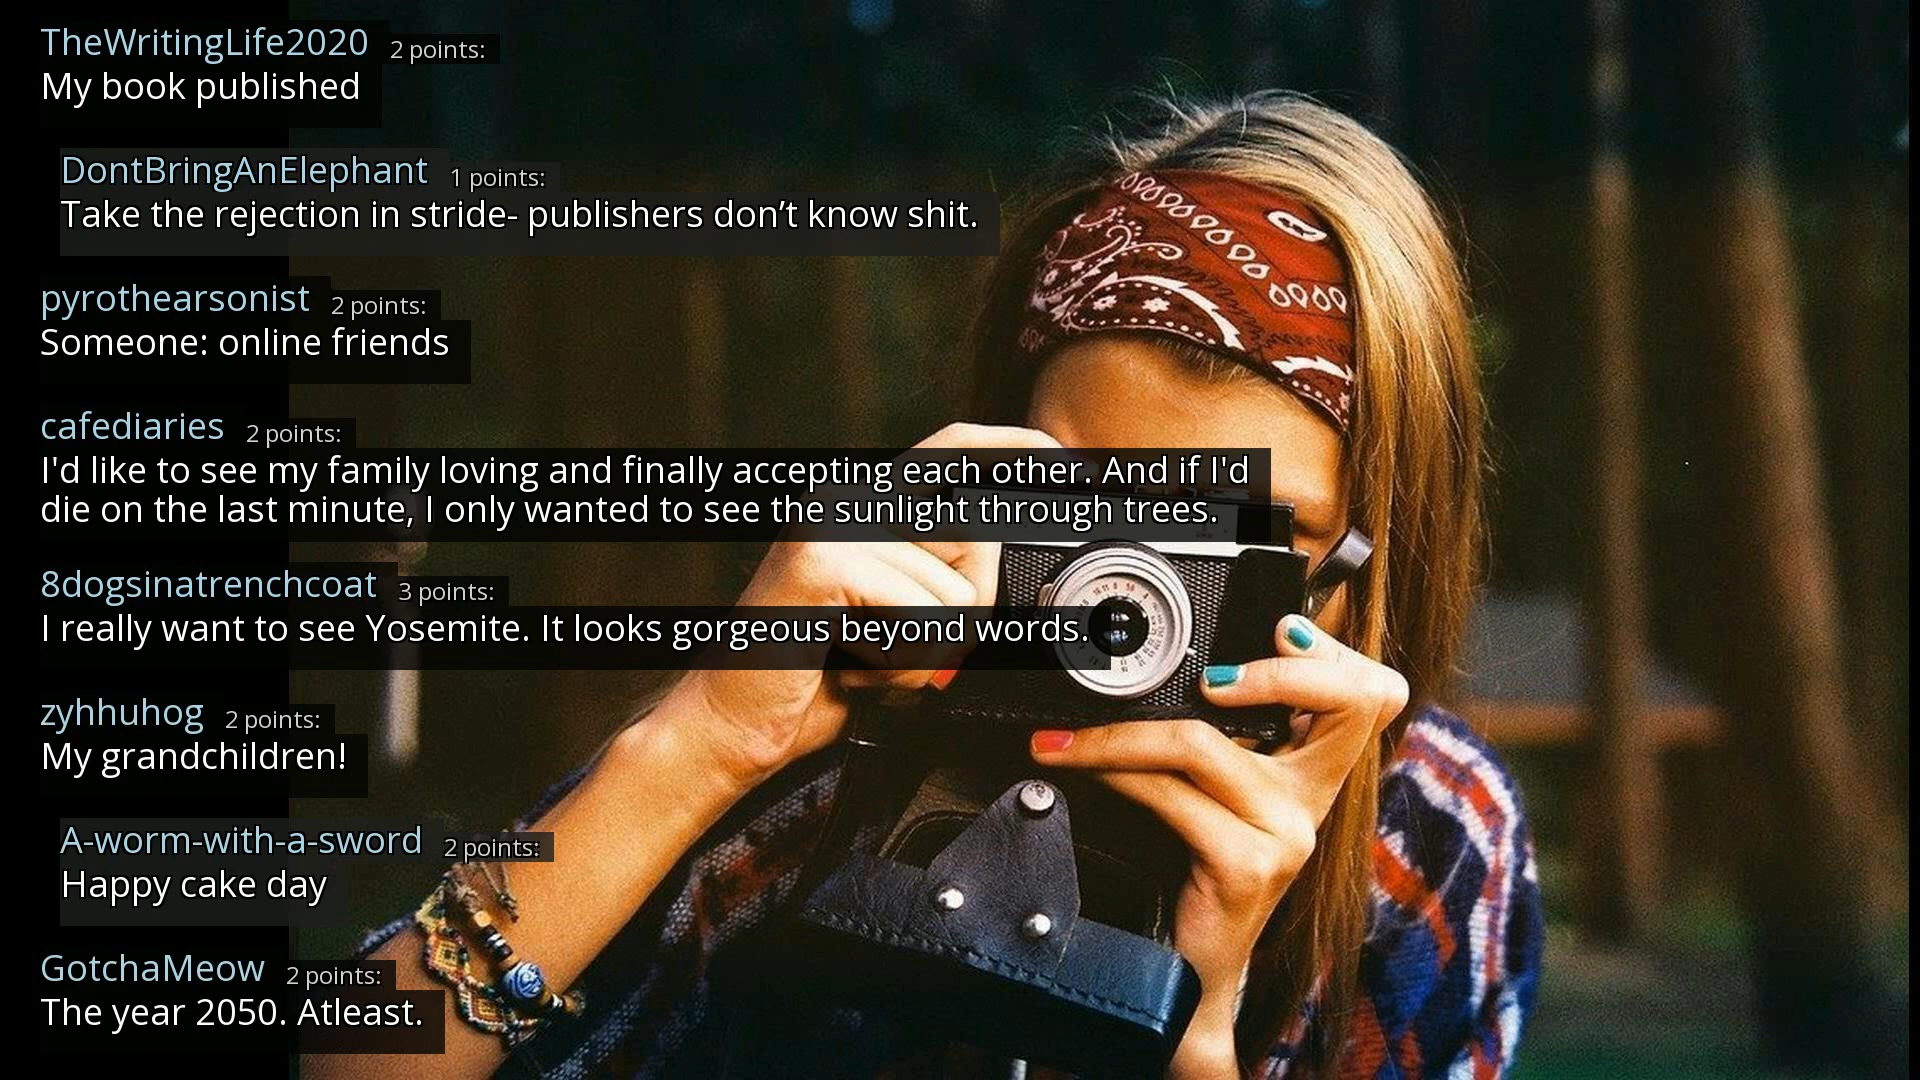 TheWritingLife2020 2 points:
My book published
DontBringAnElephant 1 points:
Take the rejection in stride- publishers don’t know shit.
pyrothearsonist 2 points:
Someone: online friends
cafediaries 2 points:
I'd like to see my family loving and finally accepting each other. And if I'd
die on the last minute, I only wanted to see the sunlight through trees.
8dogsinatrenchcoat 3 points:
I really want to see Yosemite. It looks gorgeous beyond words.
zyhhuhog 2 points:
My grandchildren!
A-worm-with-a-sword 2 points:
Happy cake day
GotchaMeow 2 points:
The year 2050. Atleast.